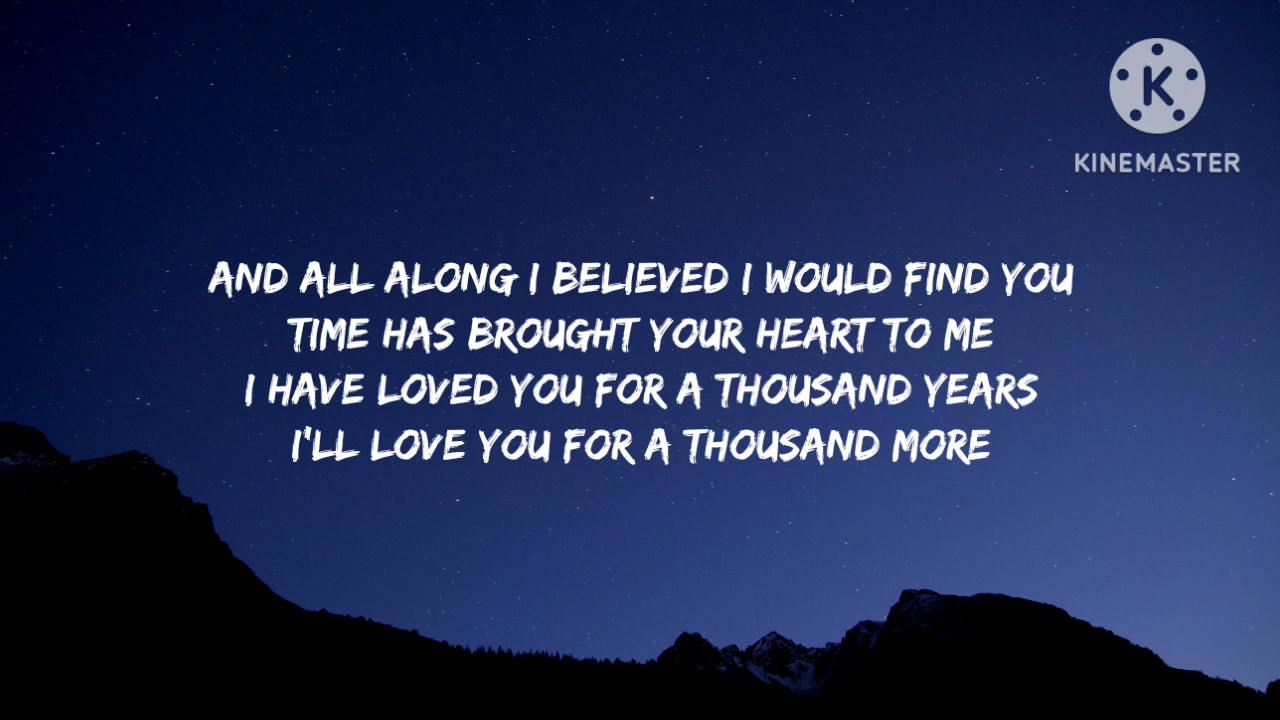 K
KINEMASTER
AND ALL ALONG I BELIEVED I WOULD FIND YOU
TIME HAS BROUGHT YOUR HEART TO ME
I HAVE LOVED YOU FOR A THOUSAND YEARS
I'LL LOVE YOU FOR A THOUSAND MORE